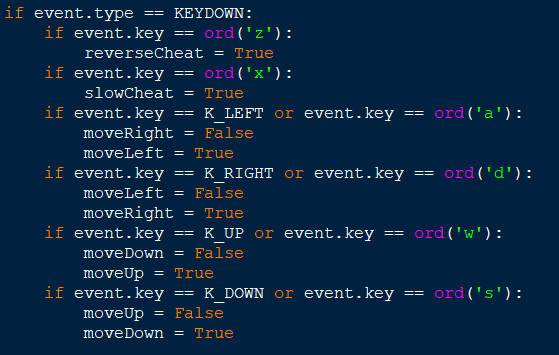 if event.type == KEYDOWN:
    if event.key == ord('z'):
        reverseCheat = True
    if event.key == ord('x'):
        slowCheat = True
    if event.key == K_LEFT or event.key == ord('a'):
        moveRight = False
        moveLeft = True
    if event.key == K_RIGHT or event.key == ord('d'):
        moveLeft = False
        moveRight = True
    if event.key == K_UP or event.key == ord('w'):
        moveDown = False
        moveUp = True
    if event.key == K_DOWN or event.key == ord('s'):
        moveUp = False
        moveDown = True